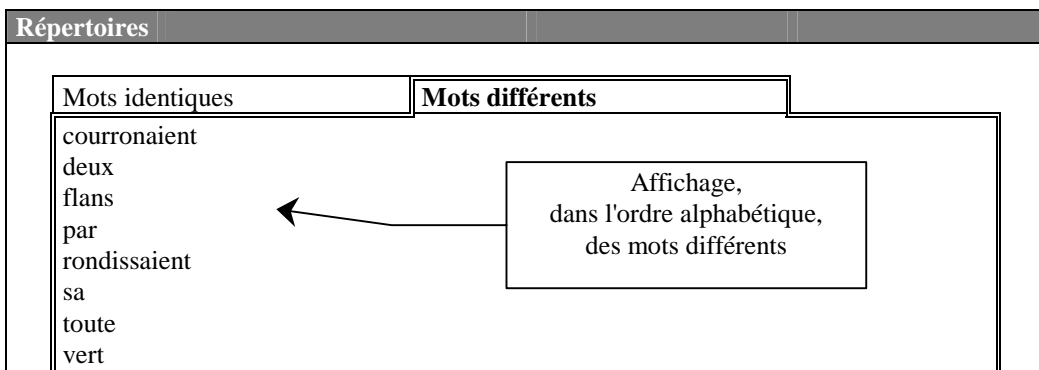 Répertoires
Mots identiques
Mots différents
courronaient
deux
flans
par
rondissaient
sa
toute
vert
Affichage,
dans l'ordre alphabétique,
des mots différents